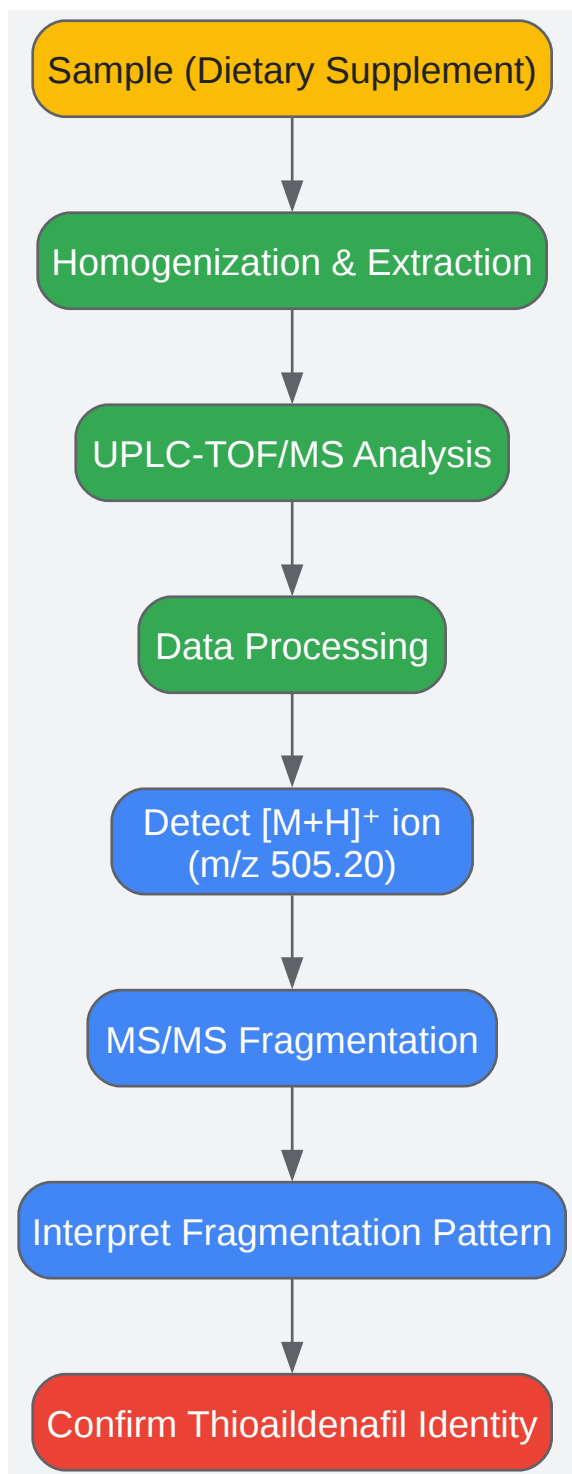 Sample (Dietary Supplement)
Homogenization & Extraction
UPLC-TOF/MS Analysis
Data Processing
Detect [M+H]⁺ ion
(m/z 505.20)
MS/MS Fragmentation
Interpret Fragmentation Pattern
Confirm Thioaildenafil Identity